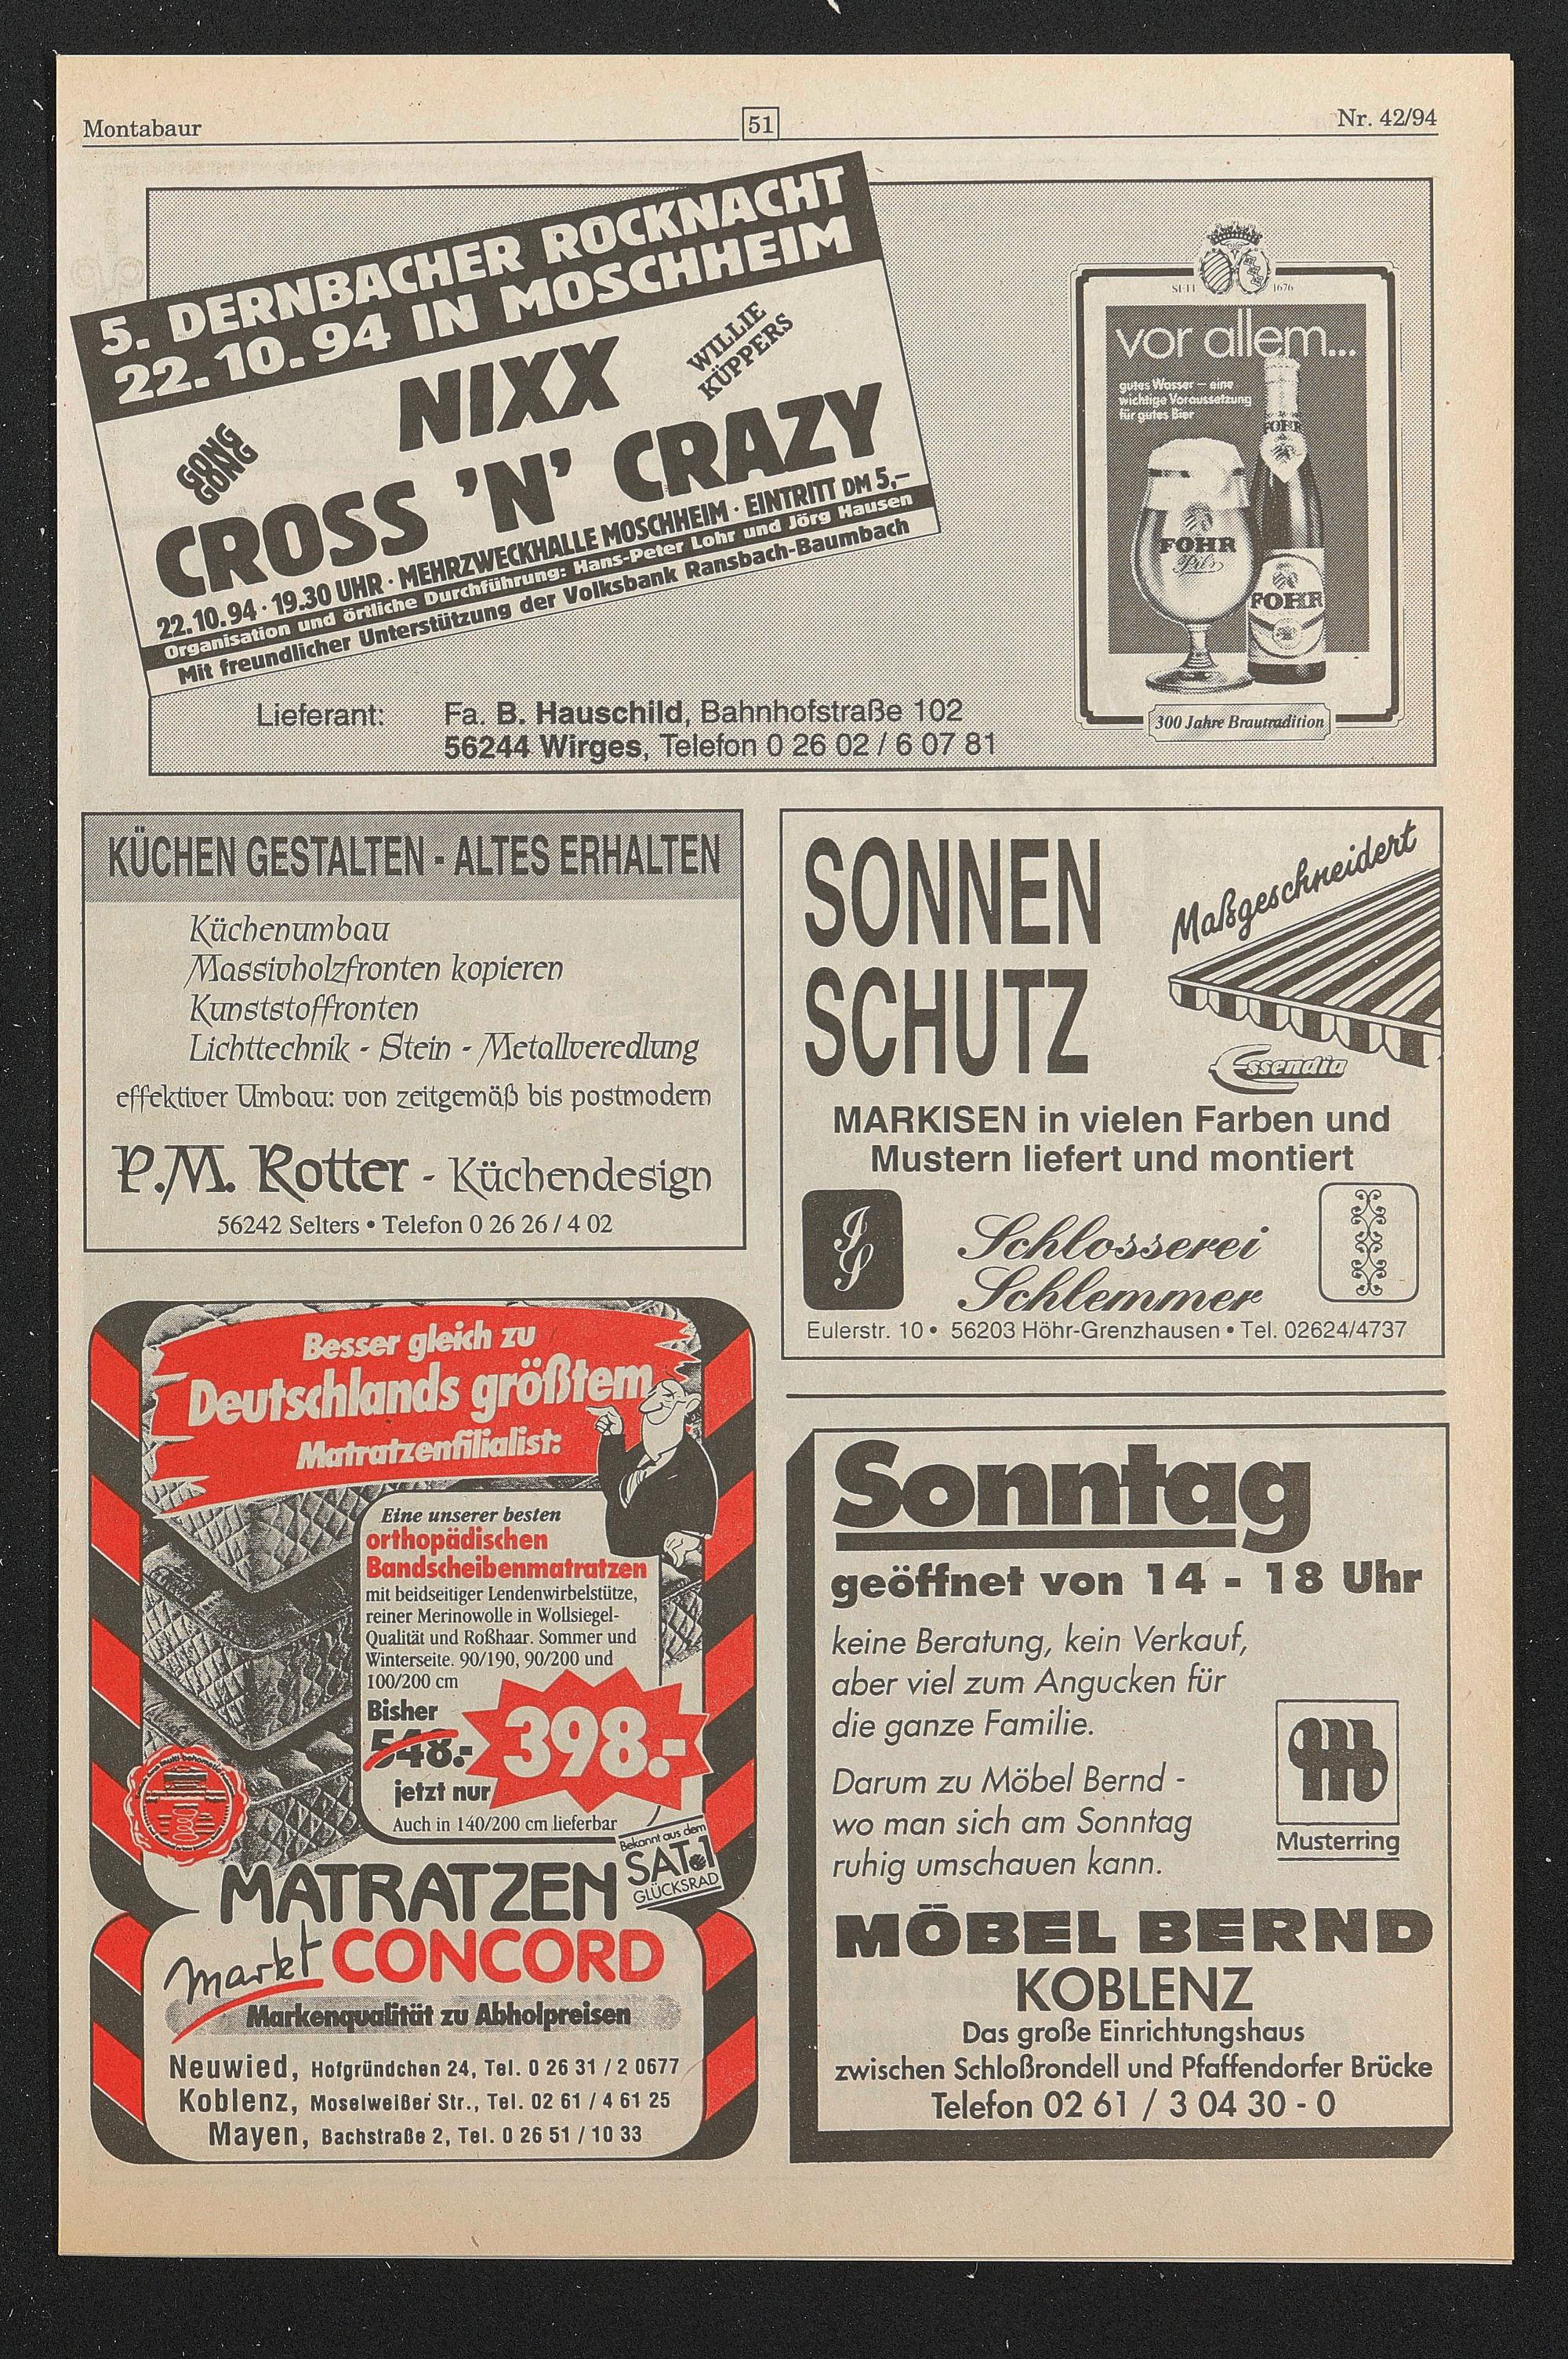 Montabaur
51
Nr. 42/94
5. DERNBACHER ROCKNACHT
22.10.94 IN MOSCHHEIM
NIXX
WILLIE
KÜPPERS
GONG
GONG
CROSS 'N' CRAZY
22.10.94 · 19.30 UHR · MEHRZWECKHALLE MOSCHHEIM · EINTRITT DM 5,–
Organisation und örtliche Durchführung: Hans-Peter Lohr und Jörg Hausen
Mit freundlicher Unterstützung der Volksbank Ransbach-Baumbach
Lieferant: Fa. B. Hauschild, Bahnhofstraße 102
56244 Wirges, Telefon 0 26 02 / 6 07 81
SEIT 1676
vor allem...
gutes Wasser – eine
wichtige Voraussetzung
für gutes Bier
FOHR
FOHR
Pils
FOHR
300 Jahre Brautradition
KÜCHEN GESTALTEN - ALTES ERHALTEN
Küchenumbau
Massivholzfronten kopieren
Kunststoffronten
Lichttechnik - Stein - Metallveredlung
effektiver Umbau: von zeitgemäß bis postmodern
P.M. Rotter - Küchendesign
56242 Selters • Telefon 0 26 26 / 4 02
SONNEN
SCHUTZ
Maßgeschneidert
Essendia
MARKISEN in vielen Farben und
Mustern liefert und montiert
Schlosserei
Schlemmer
Eulerstr. 10 • 56203 Höhr-Grenzhausen • Tel. 02624/4737
Besser gleich zu
Deutschlands größtem
Matratzenfilialist:
Eine unserer besten
orthopädischen
Bandscheibenmatratzen
mit beidseitiger Lendenwirbelstütze,
reiner Merinowolle in Wollsiegel-
Qualität und Roßhaar. Sommer und
Winterseite. 90/190, 90/200 und
100/200 cm
Bisher
548.-
398.-
jetzt nur
Auch in 140/200 cm lieferbar
Bekannt aus dem
SAT.1
GLÜCKSRAD
MATRATZEN
Markt CONCORD
Markenqualität zu Abholpreisen
Neuwied, Hofgründchen 24, Tel. 0 26 31 / 2 0677
Koblenz, Moselweißer Str., Tel. 02 61 / 4 61 25
Mayen, Bachstraße 2, Tel. 0 26 51 / 10 33
Sonntag
geöffnet von 14 - 18 Uhr
keine Beratung, kein Verkauf,
aber viel zum Angucken für
die ganze Familie.
Darum zu Möbel Bernd -
wo man sich am Sonntag
ruhig umschauen kann.
Musterring
MÖBEL BERND
KOBLENZ
Das große Einrichtungshaus
zwischen Schloßrondell und Pfaffendorfer Brücke
Telefon 02 61 / 3 04 30 - 0